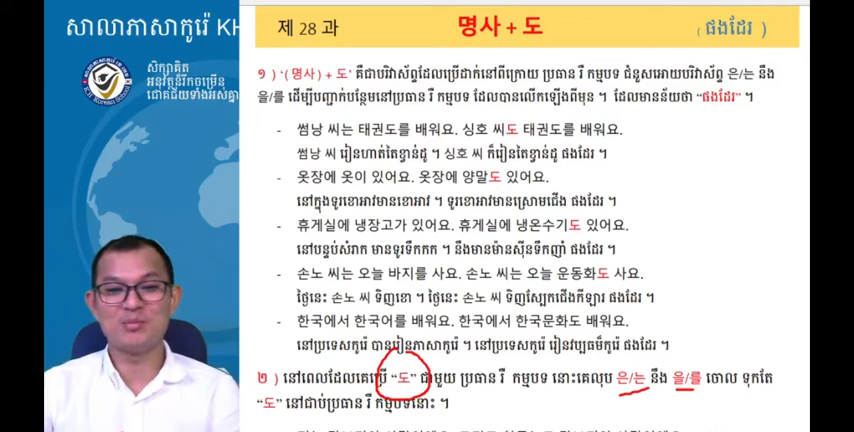 សាលាភាសាកូរ៉េ KH
សិក្សាគិត
អនុវត្តន៍រីកចម្រើន
ជោគជ័យទាំងអស់គ្នា
제 28 과
명사 + 도
( ផងដែរ )
១ ) ‘(명사) + 도’ គឺជាបរិវាស័ព្ទដែលប្រើដាក់នៅពីក្រោយ ប្រធាន រឺ កម្មបទ ជំនួសអោយបរិវាស័ព្ទ 은/는 និង
을/를 ដើម្បីបញ្ជាក់បន្ថែមនៅប្រធាន រឺ កម្មបទ ដែលបានលើកឡើងពីមុន ។ ដែលមានន័យថា “ផងដែរ” ។
- 썸낭 씨는 태권도를 배워요. 싱호 씨도 태권도를 배워요.
썸낭 씨 រៀនហាត់តៃខ្វាន់ដូ ។ 싱호 씨 ក៏រៀនតៃខ្វាន់ដូ ផងដែរ ។
- 옷장에 옷이 있어요. 옷장에 양말도 있어요.
នៅក្នុងទូរខោអាវមានខោអាវ ។ ទូរខោអាវមានស្រោមជើង ផងដែរ ។
- 휴게실에 냉장고가 있어요. 휴게실에 냉온수기도 있어요.
នៅបន្ទប់សំរាក មានទូរទឹកកក ។ នឹងមានម៉ាស៊ីនទឹកញ៉ាំ ផងដែរ ។
- 손노 씨는 오늘 바지를 사요. 손노 씨는 오늘 운동화도 사요.
ថ្ងៃនេះ 손노 씨 ទិញខោ ។ ថ្ងៃនេះ 손노 씨 ទិញស្បែកជើងកីឡារ ផងដែរ ។
- 한국에서 한국어를 배워요. 한국에서 한국문화도 배워요.
នៅប្រទេសកូរ៉េ បានរៀនភាសាកូរ៉េ ។ នៅប្រទេសកូរ៉េ រៀនវប្បធម៌កូរ៉េ ផងដែរ ។
២ ) នៅពេលដែលគេប្រើ “도” ជាមួយ ប្រធាន រឺ កម្មបទ នោះគេលុប 은/는 និង 을/를 ចោល ទុកតែ
“도” នៅជាប់ប្រធាន រឺ កម្មបទនោះ ។